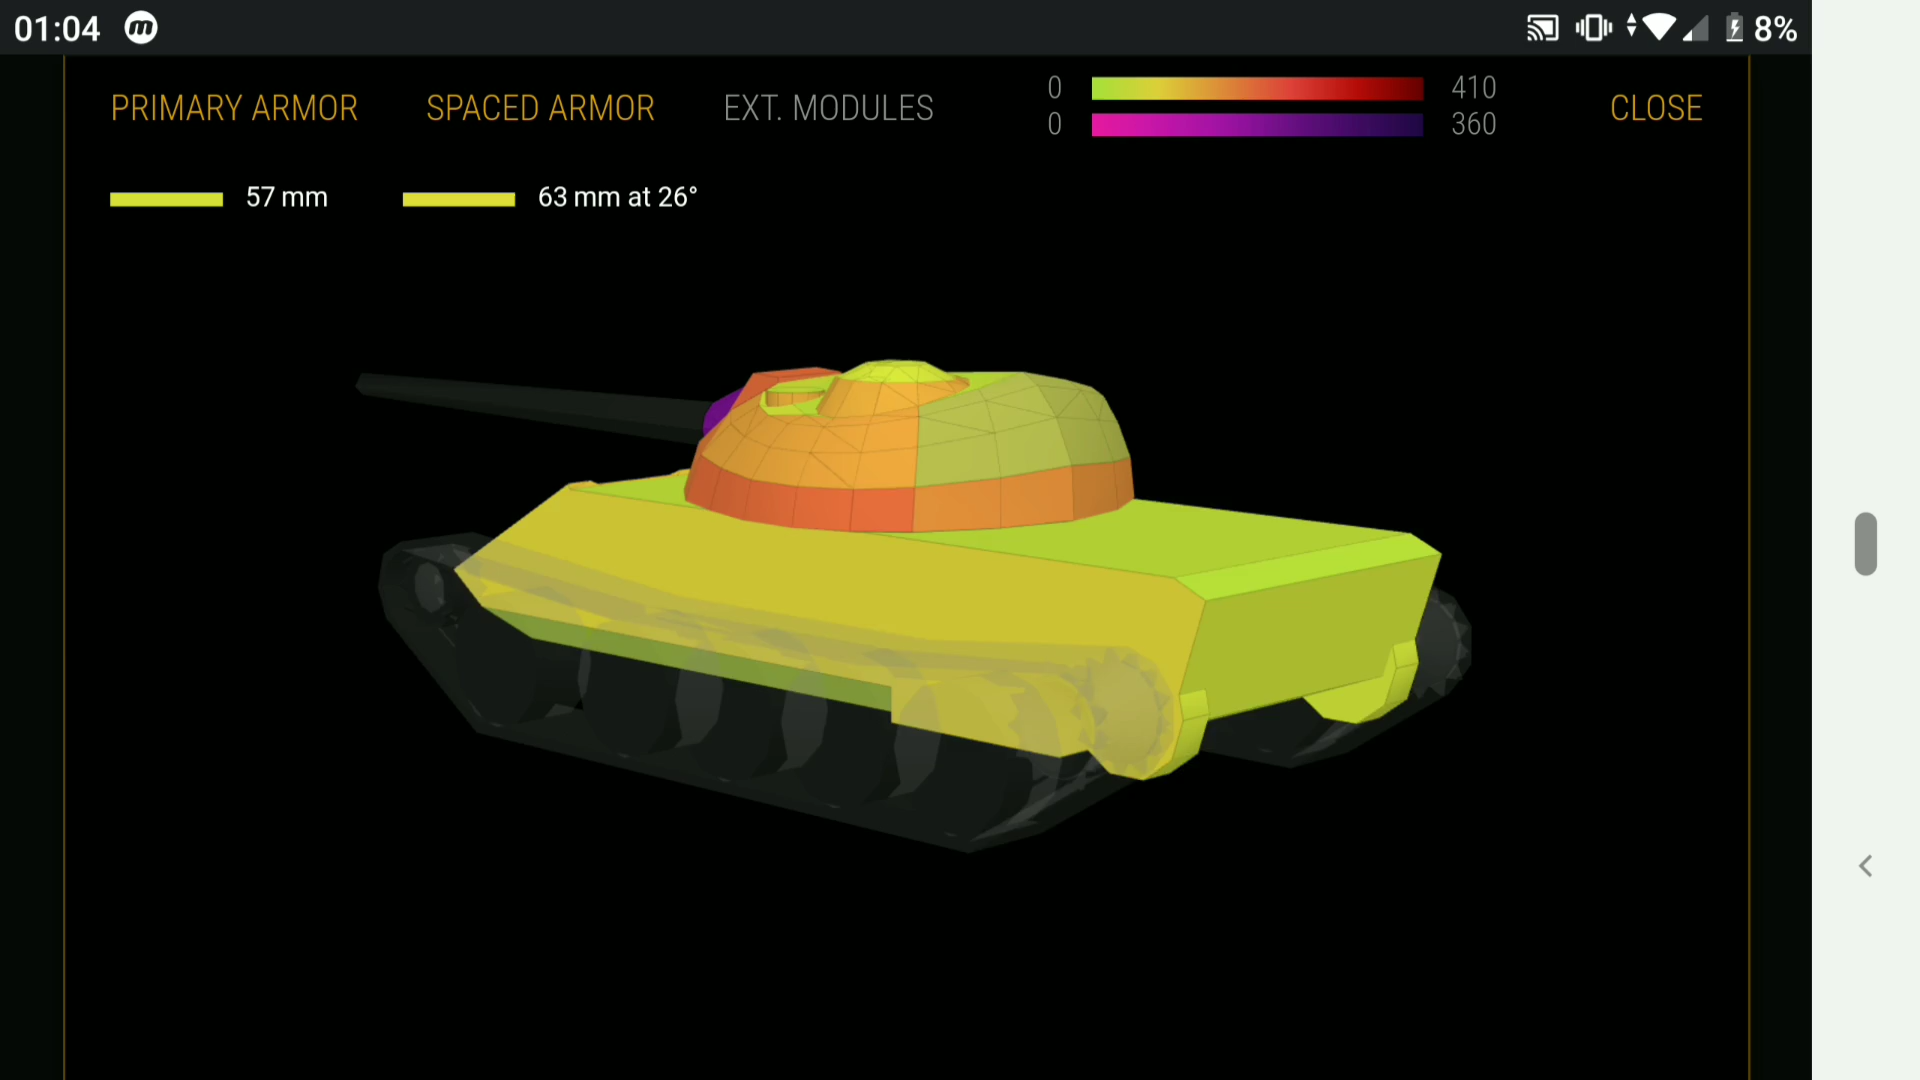 01:04 m 8%
PRIMARY ARMOR SPACED ARMOR EXT. MODULES 0 410 CLOSE
0 360
57 mm 63 mm at 26°